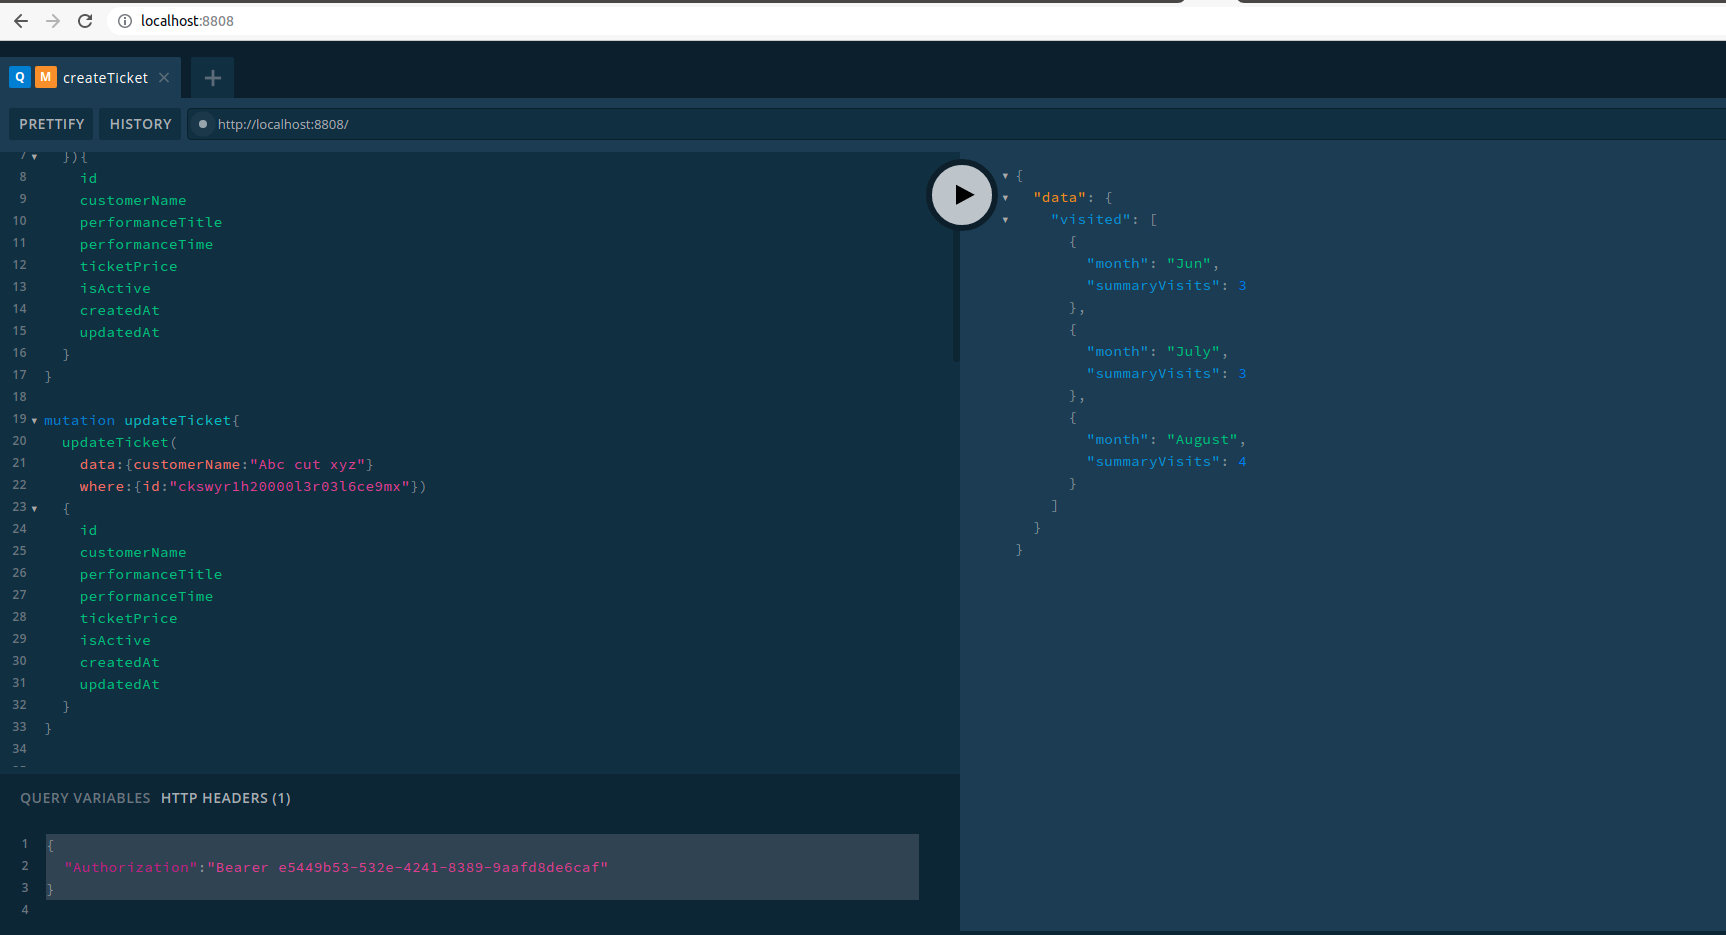 localhost:8808
Q M createTicket
PRETTIFY HISTORY http://localhost:8808/
7 }){
8 id
9 customerName
10 performanceTitle
11 performanceTime
12 ticketPrice
13 isActive
14 createdAt
15 updatedAt
16 }
17 }
18
19 mutation updateTicket{
20 updateTicket(
21 data:{customerName:"Abc cut xyz"}
22 where:{id:"ckswyr1h20000l3r03l6ce9mx"})
23 {
24 id
25 customerName
26 performanceTitle
27 performanceTime
28 ticketPrice
29 isActive
30 createdAt
31 updatedAt
32 }
33 }
34
QUERY VARIABLES HTTP HEADERS (1)
1 {
2 "Authorization":"Bearer e5449b53-532e-4241-8389-9aafd8de6caf"
3 }
4
{
"data": {
"visited": [
{
"month": "Jun",
"summaryVisits": 3
},
{
"month": "July",
"summaryVisits": 3
},
{
"month": "August",
"summaryVisits": 4
}
]
}
}